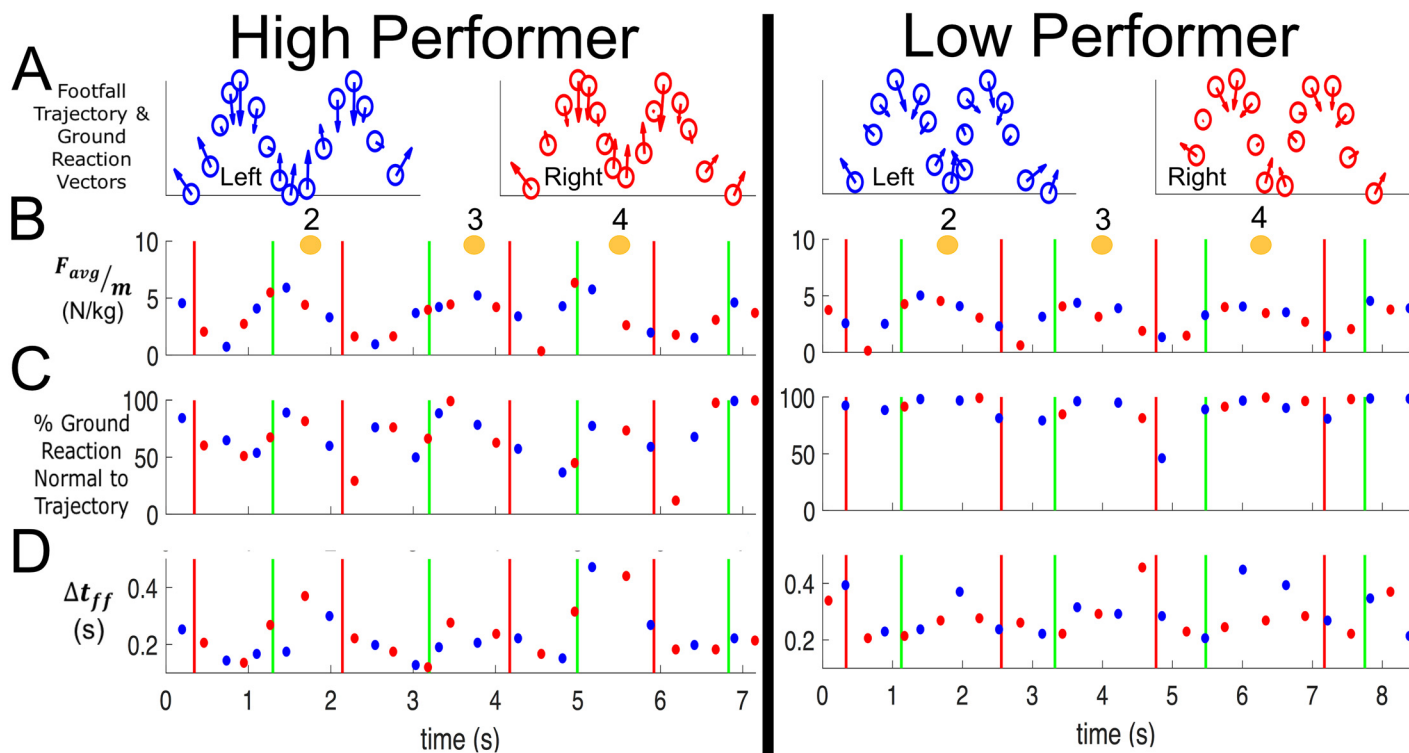 High Performer
Low Performer
A
Footfall
Trajectory &
Ground
Reaction
Vectors
Left
Right
Left
Right
B
2
3
4
2
3
4
F_avg/m
(N/kg)
10
5
0
10
5
0
C
% Ground
Reaction
Normal to
Trajectory
100
50
0
100
50
0
D
Δt_ff
(s)
0.4
0.2
0.4
0.2
0 1 2 3 4 5 6 7
0 1 2 3 4 5 6 7 8
time (s)
time (s)